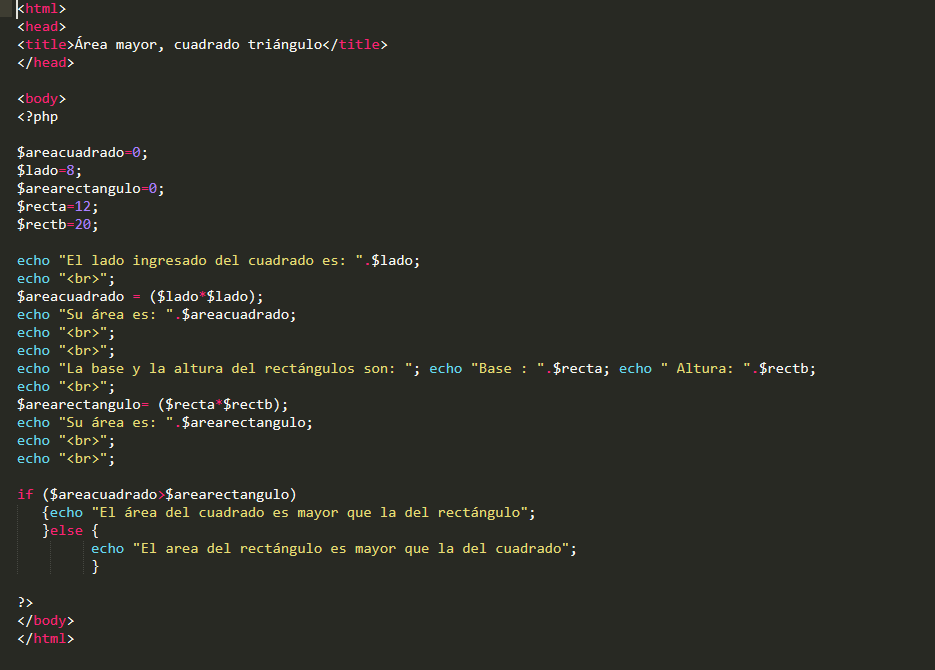 <html>
<head>
<title>Área mayor, cuadrado triángulo</title>
</head>
<body>
<?php
$areacuadrado=0;
$lado=8;
$arearectangulo=0;
$recta=12;
$rectb=20;
echo "El lado ingresado del cuadrado es: ".$lado;
echo "<br>";
$areacuadrado = ($lado*$lado);
echo "Su área es: ".$areacuadrado;
echo "<br>";
echo "<br>";
echo "La base y la altura del rectángulos son: "; echo "Base : ".$recta; echo " Altura: ".$rectb;
echo "<br>";
$arearectangulo= ($recta*$rectb);
echo "Su área es: ".$arearectangulo;
echo "<br>";
echo "<br>";
if ($areacuadrado>$arearectangulo)
{echo "El área del cuadrado es mayor que la del rectángulo";
}else {
echo "El area del rectángulo es mayor que la del cuadrado";
}
?>
</body>
</html>